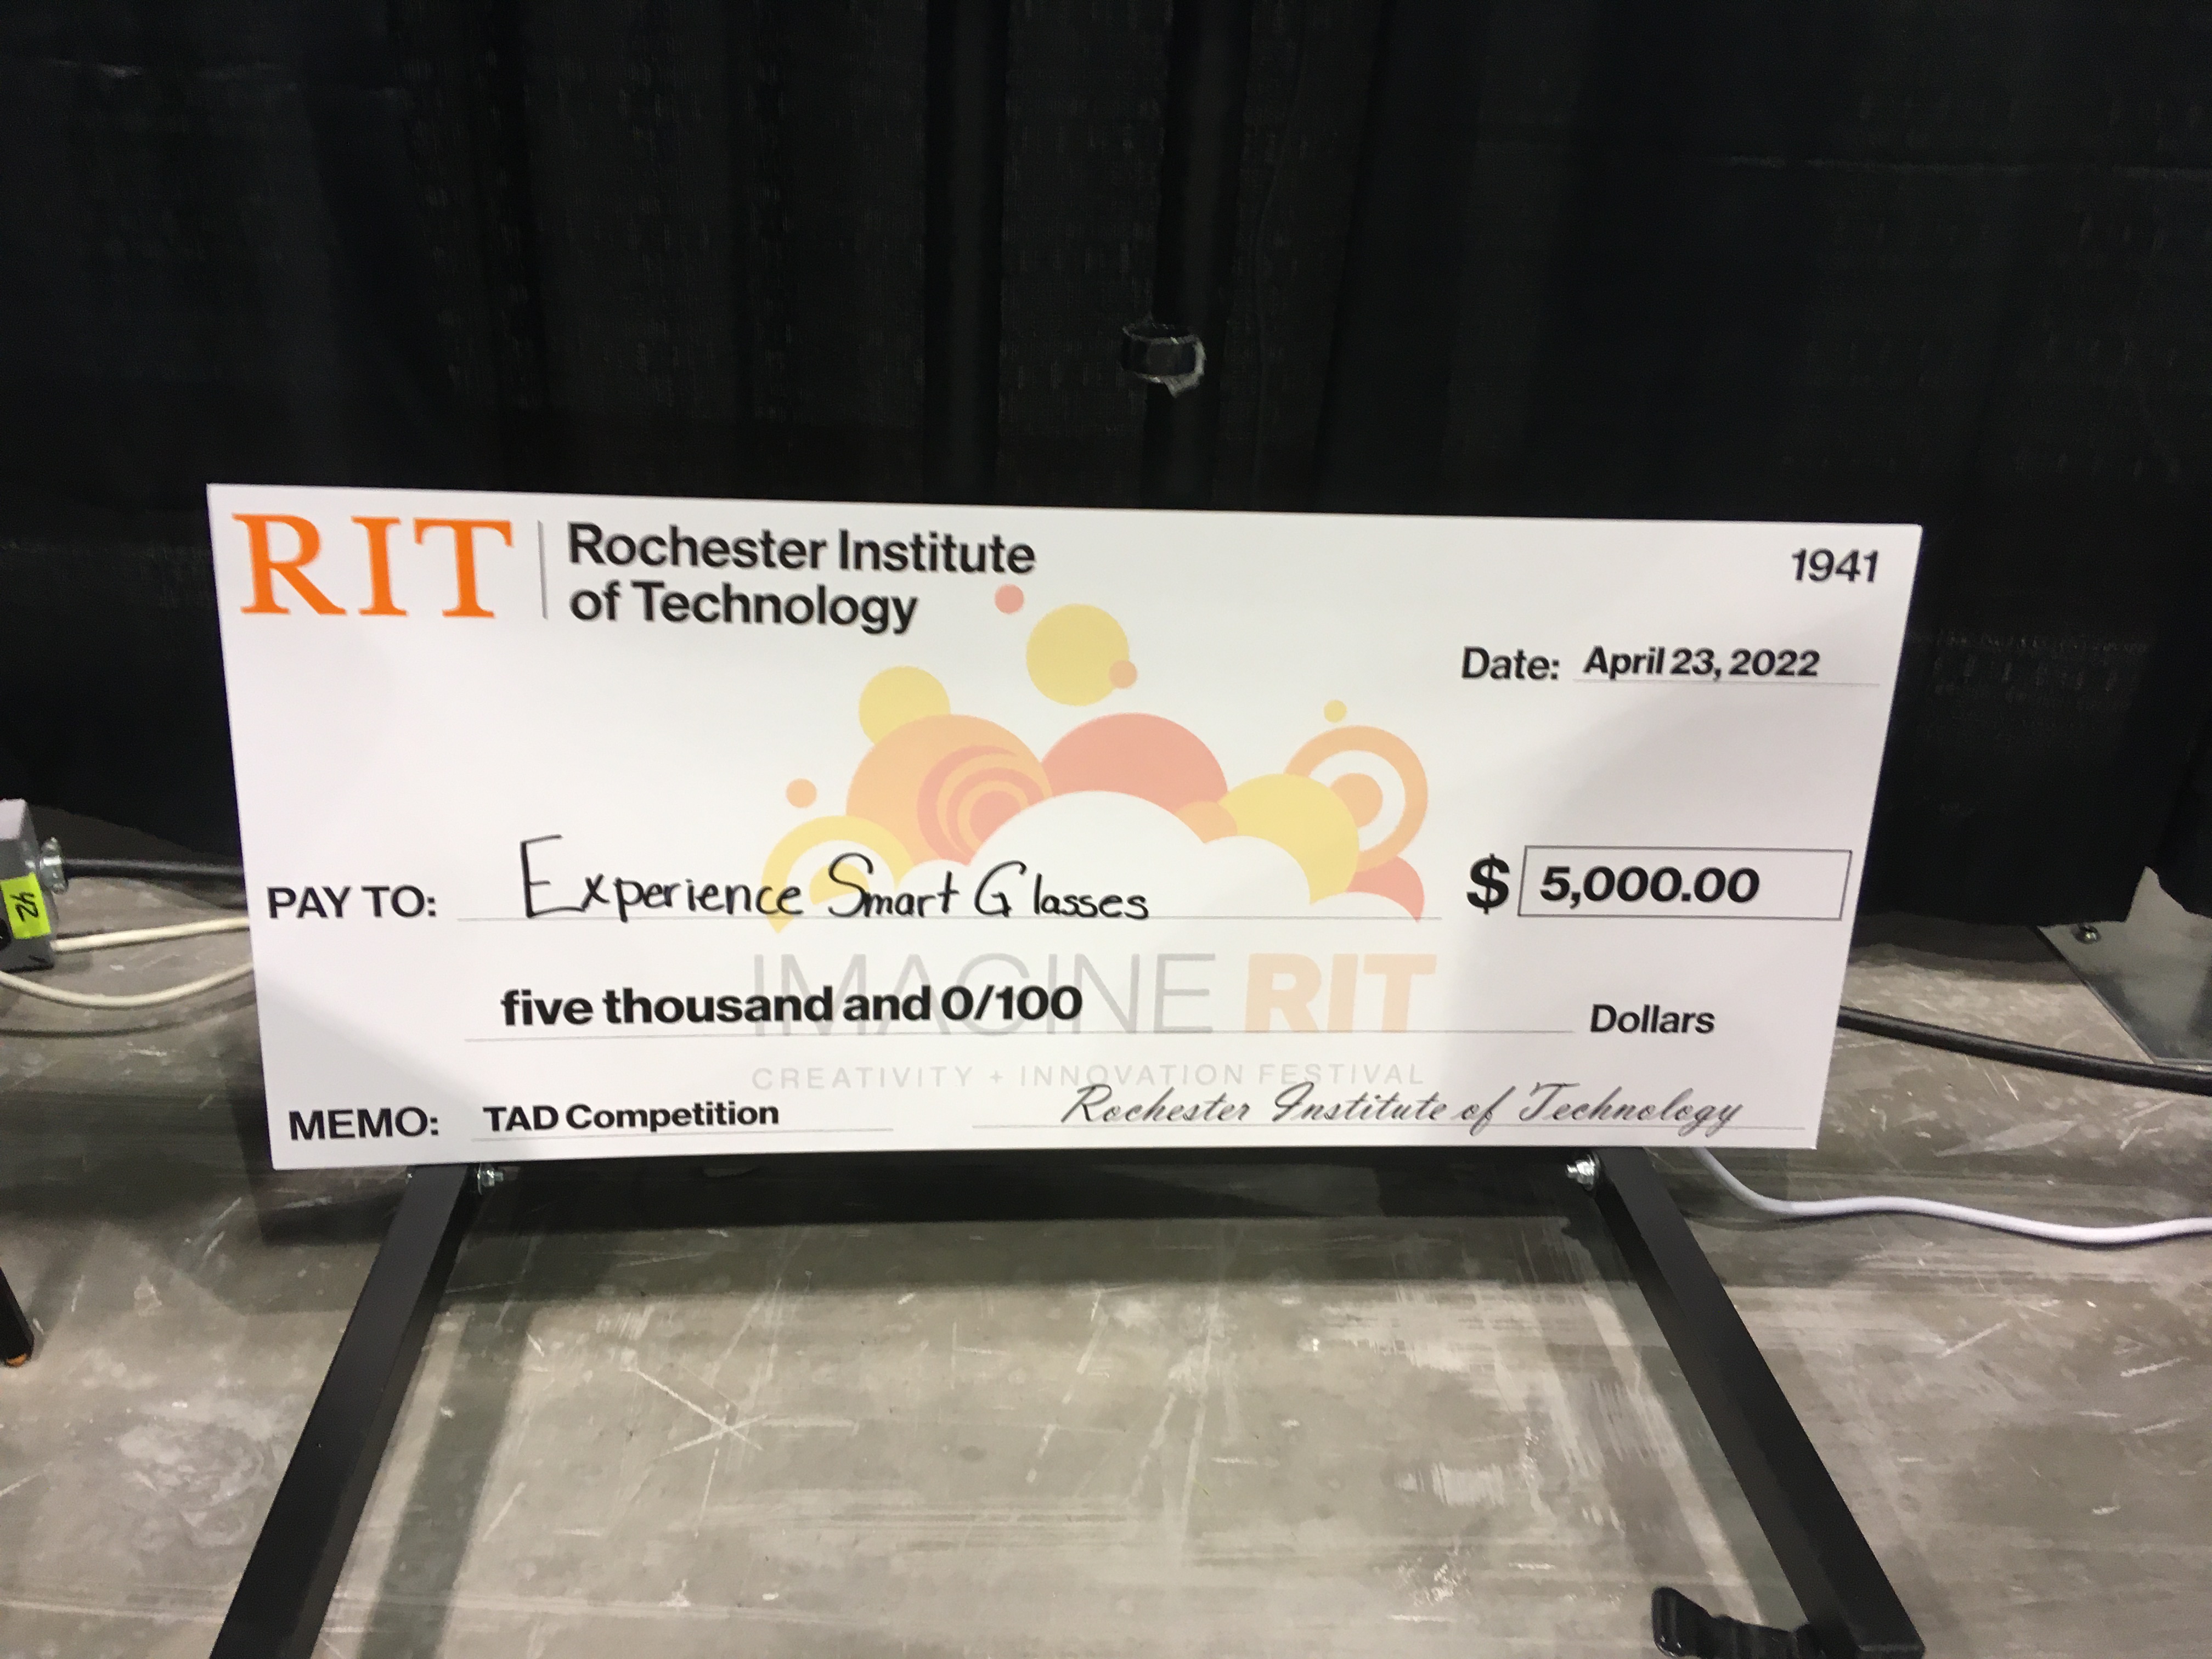 RIT
Rochester Institute
of Technology
1941
Date: April 23, 2022
PAY TO: Experience Smart Glasses $ 5,000.00
IMAGINE RIT
five thousand and 0/100 Dollars
CREATIVITY + INNOVATION FESTIVAL
MEMO: TAD Competition Rochester Institute of Technology
42